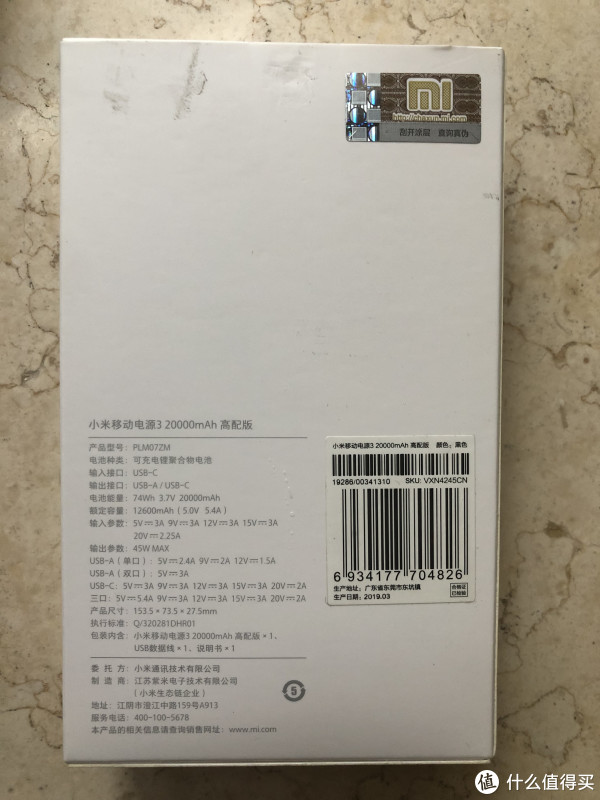 mi
http://chaxun.mi.com
刮开涂层 查询真伪
小米移动电源3 20000mAh 高配版
产品型号: PLM07ZM
电池种类: 可充电锂聚合物电池
输入接口: USB-C
输出接口: USB-A / USB-C
电池能量: 74Wh 3.7V 20000mAh
额定容量: 12600mAh (5.0V 5.4A)
输入参数: 5V⎓3A 9V⎓3A 12V⎓3A 15V⎓3A
20V⎓2.25A
输出参数: 45W MAX
USB-A (单口): 5V⎓2.4A 9V⎓2A 12V⎓1.5A
USB-A (双口): 5V⎓3A
USB-C: 5V⎓3A 9V⎓3A 12V⎓3A 15V⎓3A 20V⎓2A
三口: 5V⎓5.4A 9V⎓3A 12V⎓3A 15V⎓3A 20V⎓2A
产品尺寸: 153.5 × 73.5 × 27.5mm
执行标准: Q/320281DHR01
包装内含: 小米移动电源3 20000mAh 高配版 × 1、
USB数据线 × 1、说明书 × 1
委托方: 小米通讯技术有限公司
制造商: 江苏紫米电子技术有限公司
(小米生态链企业)
地址: 江阴市澄江中路159号A913
服务电话: 400-100-5678
本产品的相关信息请查询销售网址: www.mi.com
5
小米移动电源3 20000mAh 高配版 颜色: 黑色
19286/00341310 SKU: VXN4245CN
6 934177 704826
生产地址: 广东省东莞市东坑镇
生产日期: 2019.03
合格证
已检验
值 什么值得买